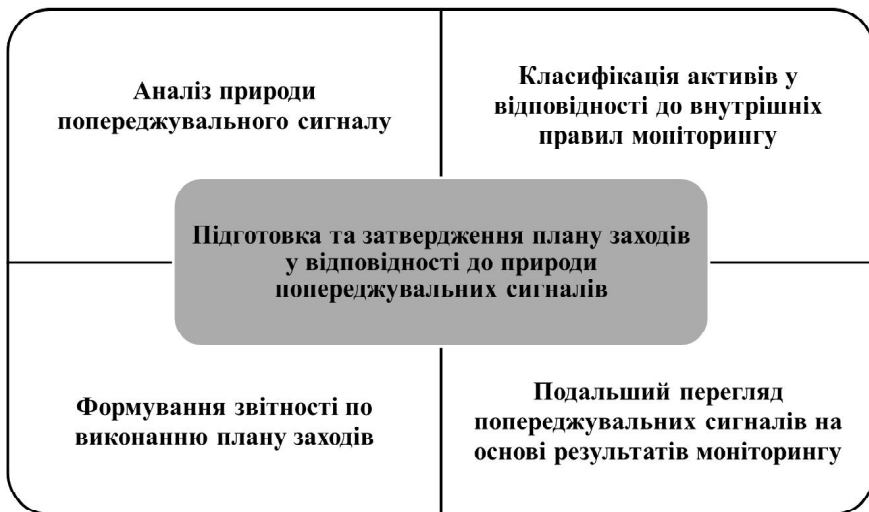 Аналіз природи
попереджувального сигналу
Класифікація активів у
відповідності до внутрішніх
правил моніторингу
Підготовка та затвердження плану заходів
у відповідності до природи
попереджувальних сигналів
Формування звітності по
виконанню плану заходів
Подальший перегляд
попереджувальних сигналів на
основі результатів моніторингу